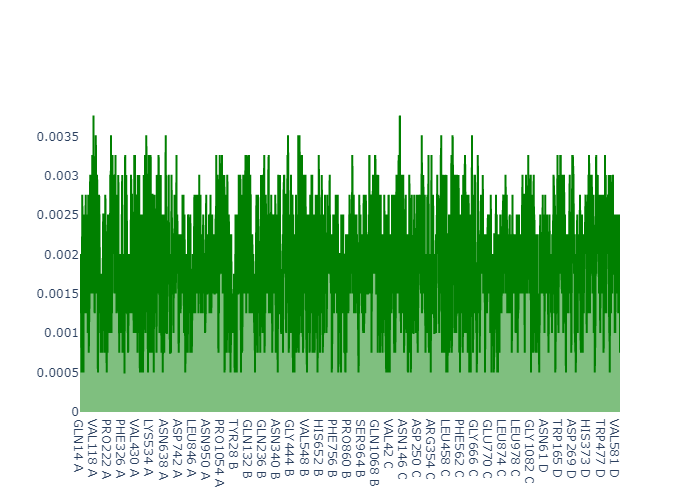 0.0035
0.003
0.0025
0.002
0.0015
0.001
0.0005
0
GLN14 A
VAL118 A
PRO222 A
PHE326 A
VAL430 A
LYS534 A
ASN638 A
ASP742 A
LEU846 A
ASN950 A
PRO1054 A
TYR28 B
GLN132 B
GLN236 B
ASN340 B
GLY444 B
VAL548 B
HIS652 B
PHE756 B
PRO860 B
SER964 B
GLN1068 B
VAL42 C
ASN146 C
ASP250 C
ARG354 C
LEU458 C
PHE562 C
GLY666 C
GLU770 C
LEU874 C
LEU978 C
GLY1082 C
ASN61 D
TRP165 D
ASP269 D
HIS373 D
TRP477 D
VAL581 D